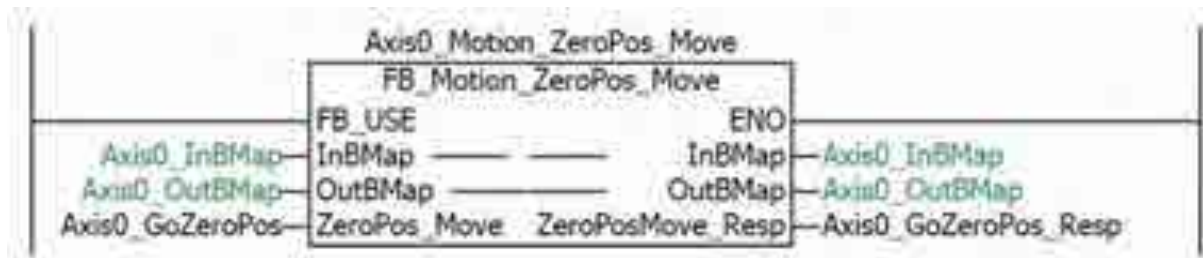 Axis0_Motion_ZeroPos_Move
FB_Motion_ZeroPos_Move
FB_USE ENO
Axis0_InBMap InBMap InBMap Axis0_InBMap
Axis0_OutBMap OutBMap OutBMap Axis0_OutBMap
Axis0_GoZeroPos ZeroPos_Move ZeroPosMove_Resp Axis0_GoZeroPos_Resp